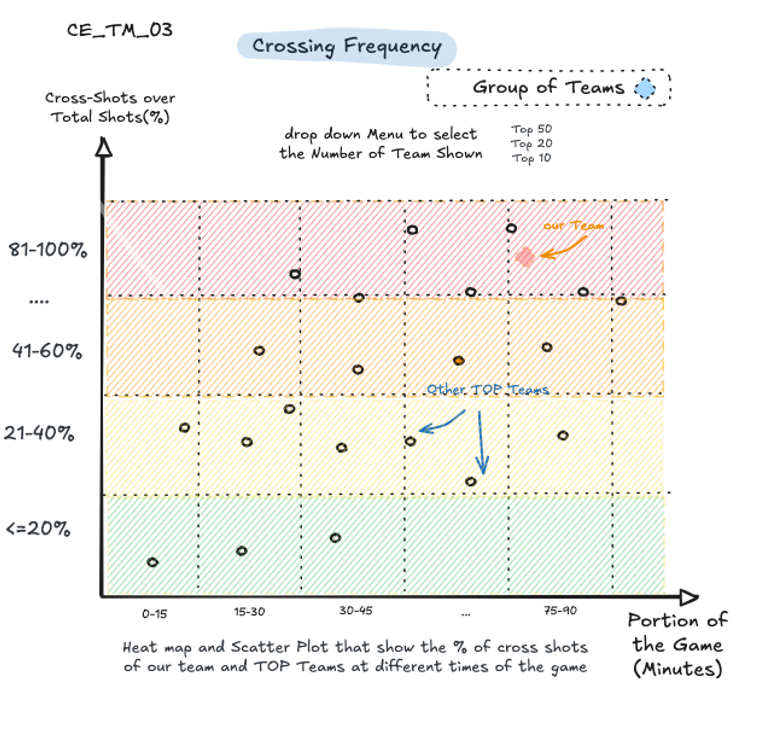 CE_TM_03
Crossing Frequency
Group of Teams
Cross-Shots over
Total Shots(%)
drop down Menu to select
the Number of Team Shown
Top 50
Top 20
Top 10
our Team
81-100%
....
41-60%
Other TOP Teams
21-40%
<=20%
0-15
15-30
30-45
...
75-90
Portion of
the Game
(Minutes)
Heat map and Scatter Plot that show the % of cross shots
of our team and TOP Teams at different times of the game